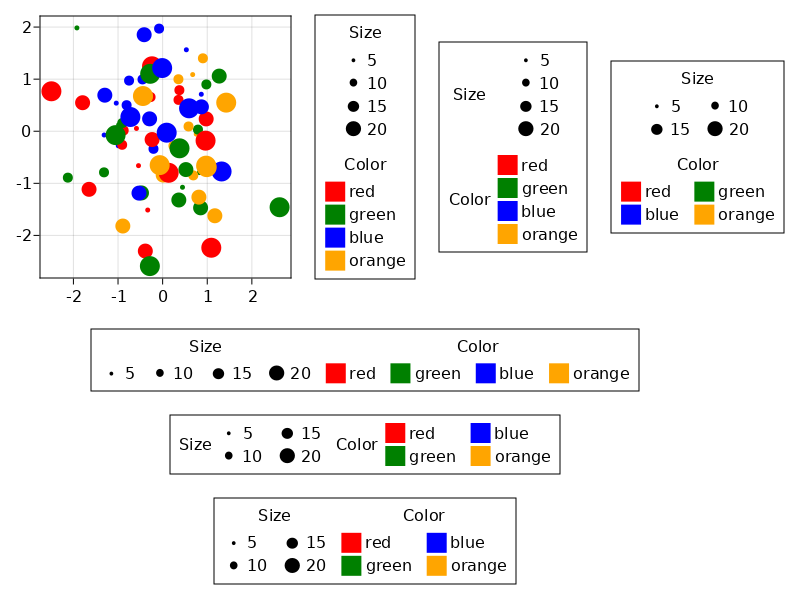 2
1
0
-1
-2
-2 -1 0 1 2
Size
5
10
15
20
Color
red
green
blue
orange
Size
5
10
15
20
Color
red
green
blue
orange
Size
5 10
15 20
Color
red green
blue orange
Size Color
5 10 15 20 red green blue orange
Size 5 15 Color red blue
10 20 green orange
Size Color
5 15 red blue
10 20 green orange